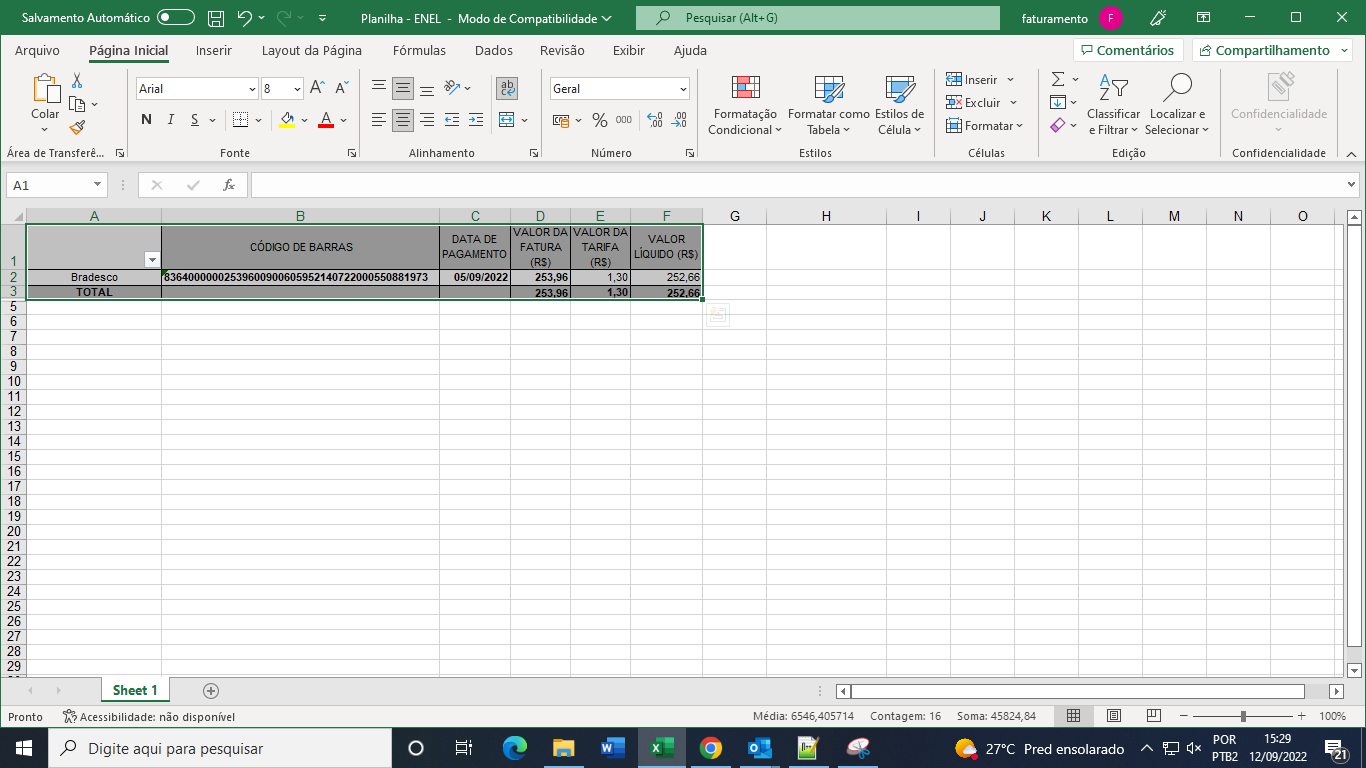 Salvamento Automático
Planilha - ENEL - Modo de Compatibilidade
Pesquisar (Alt+G)
faturamento
F
Arquivo
Página Inicial
Inserir
Layout da Página
Fórmulas
Dados
Revisão
Exibir
Ajuda
Comentários
Compartilhamento
Colar
Arial
8
N I S
A
ab
Geral
% 000
Formatação
Condicional
Formatar como
Tabela
Estilos de
Célula
Inserir
Excluir
Formatar
Classificar
e Filtrar
Localizar e
Selecionar
Confidencialidade
Área de Transferê...
Fonte
Alinhamento
Número
Estilos
Células
Edição
Confidencialidade
A1
fx
A B C D E F G H I J K L M N O
1
CÓDIGO DE BARRAS
DATA DE
PAGAMENTO
VALOR DA
FATURA
(R$)
VALOR DA
TARIFA
(R$)
VALOR
LÍQUIDO (R$)
2 Bradesco 836400000025396009006059521407220005508819​73 05/09/2022 253,96 1,30 252,66
3 TOTAL 253,96 1,30 252,66
5
6
7
8
9
10
11
12
13
14
15
16
17
18
19
20
21
22
23
24
25
26
27
28
29
Sheet 1
Pronto
Acessibilidade: não disponível
Média: 6546,405714 Contagem: 16 Soma: 45824,84
100%
Digite aqui para pesquisar
27°C Pred ensolarado
POR
PTB2
15:29
12/09/2022
21